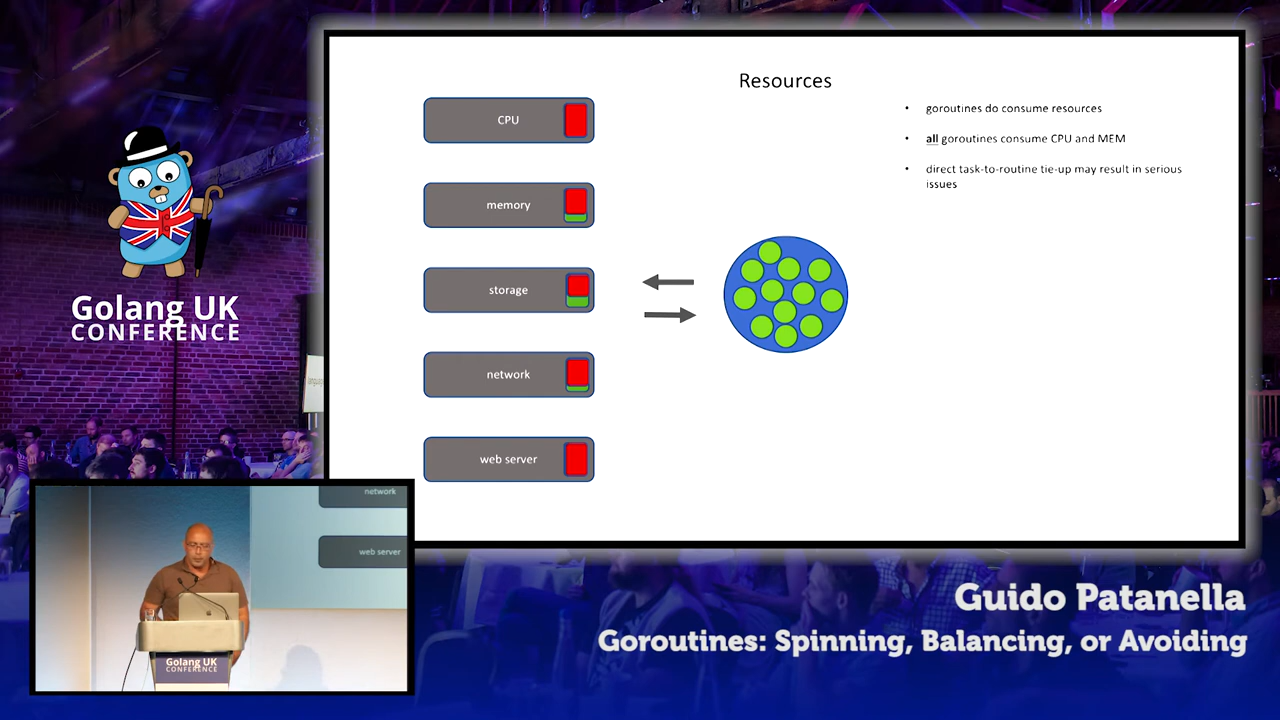 Golang UK
CONFERENCE
Resources
CPU
memory
storage
network
web server
• goroutines do consume resources
• all goroutines consume CPU and MEM
• direct task-to-routine tie-up may result in serious
issues
network
web server
Golang UK
CONFERENCE
Guido Patanella
Goroutines: Spinning, Balancing, or Avoiding